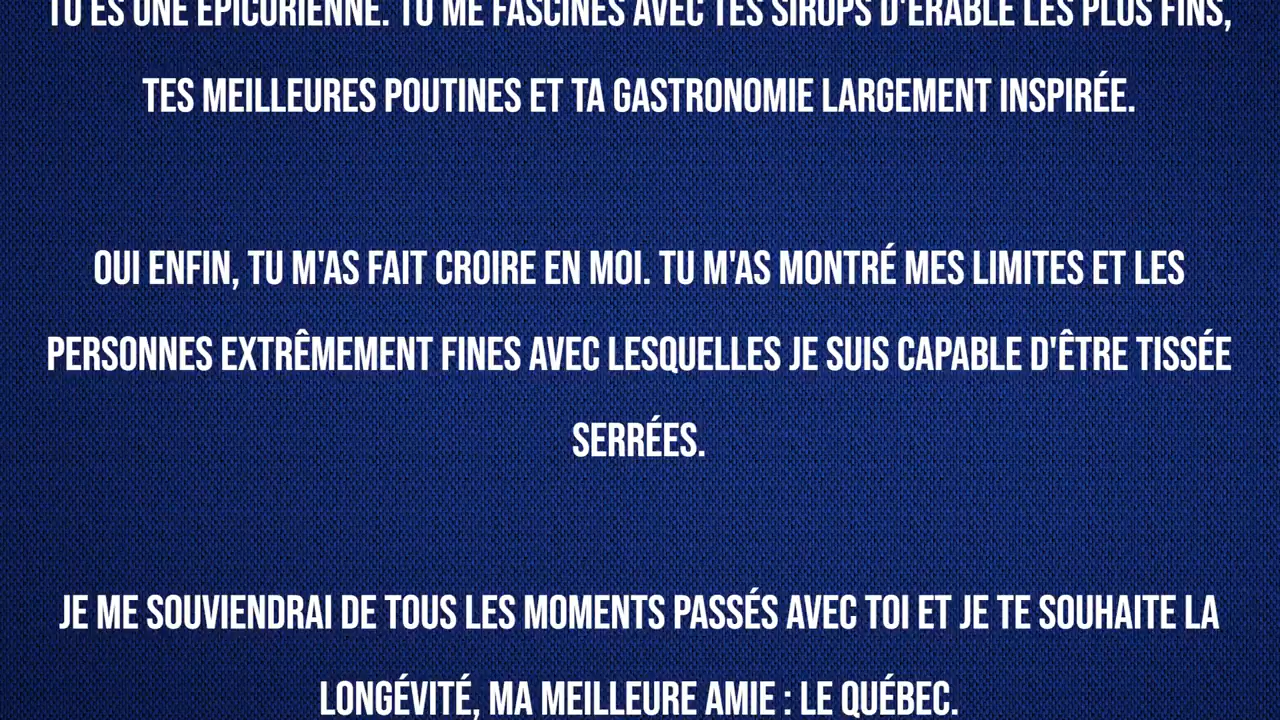 TU ES UNE ÉPICURIENNE. TU ME FASCINES AVEC TES SIROPS D'ÉRABLE LES PLUS FINS,
TES MEILLEURES POUTINES ET TA GASTRONOMIE LARGEMENT INSPIRÉE.
OUI ENFIN, TU M'AS FAIT CROIRE EN MOI. TU M'AS MONTRÉ MES LIMITES ET LES
PERSONNES EXTRÊMEMENT FINES AVEC LESQUELLES JE SUIS CAPABLE D'ÊTRE TISSÉE
SERRÉES.
JE ME SOUVIENDRAI DE TOUS LES MOMENTS PASSÉS AVEC TOI ET JE TE SOUHAITE LA
LONGÉVITÉ, MA MEILLEURE AMIE : LE QUÉBEC.